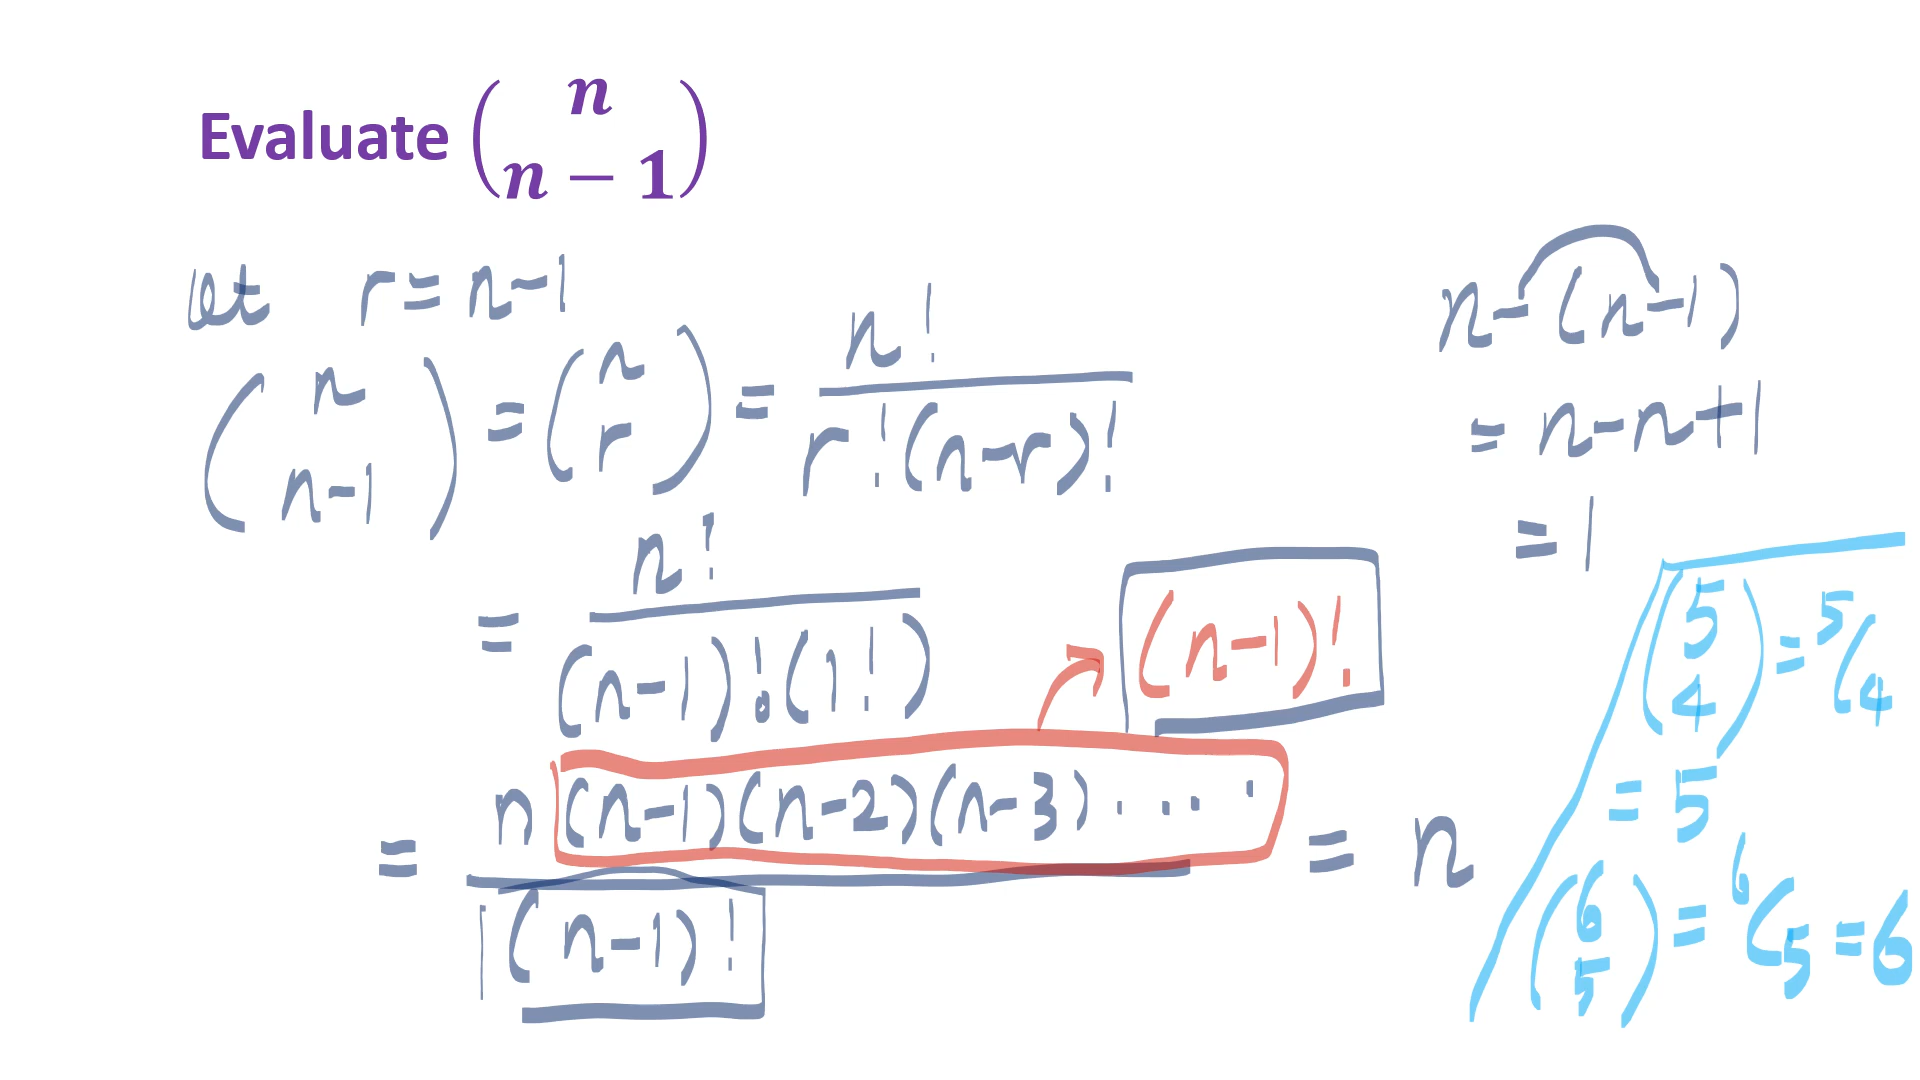 Evaluate (n n − 1)
let r = n-1
(n n-1) = (n r) = n! / r!(n-r)!
= n! / (n-1)!(1!)
(n-1)!
= n(n-1)(n-2)(n-3).... / (n-1)! = n
n-(n-1)
= n-n+1
= 1
(5 4) = 5C4
= 5
(6 5) = 6C5 = 6